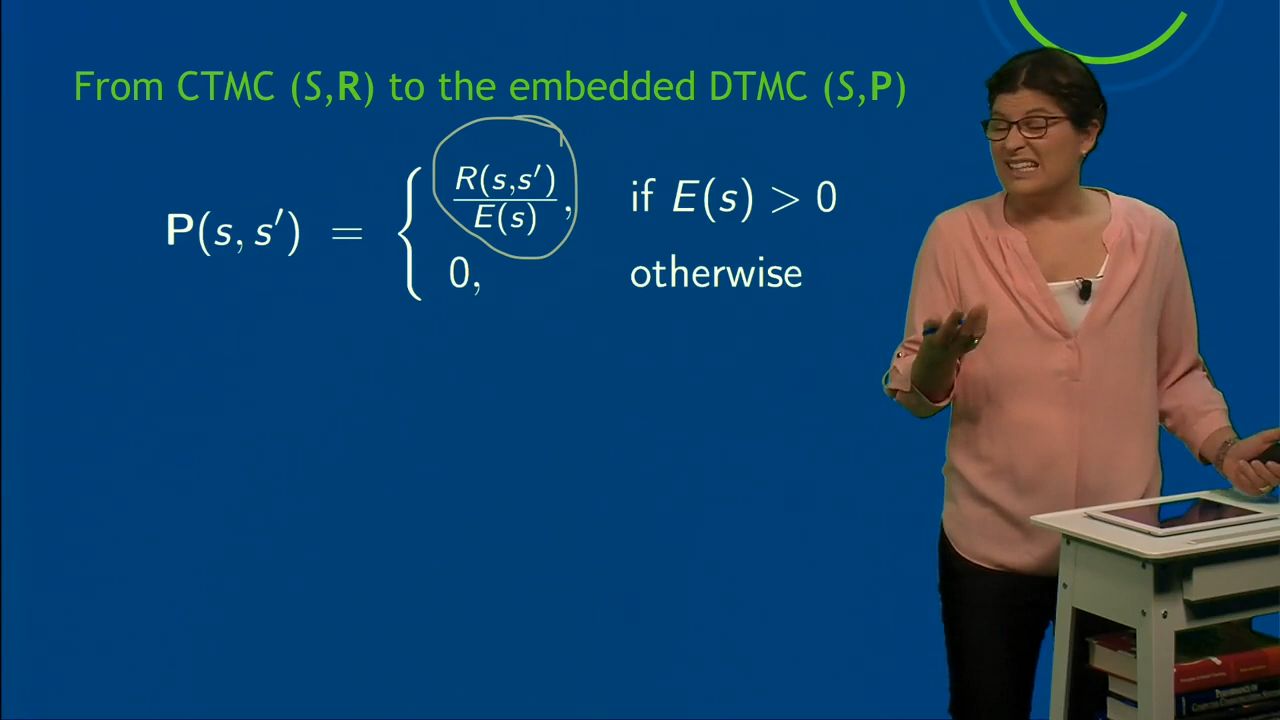 From CTMC (S,R) to the embedded DTMC (S,P)
P(s, s′) = { R(s,s′)/E(s), if E(s) > 0
0, otherwise